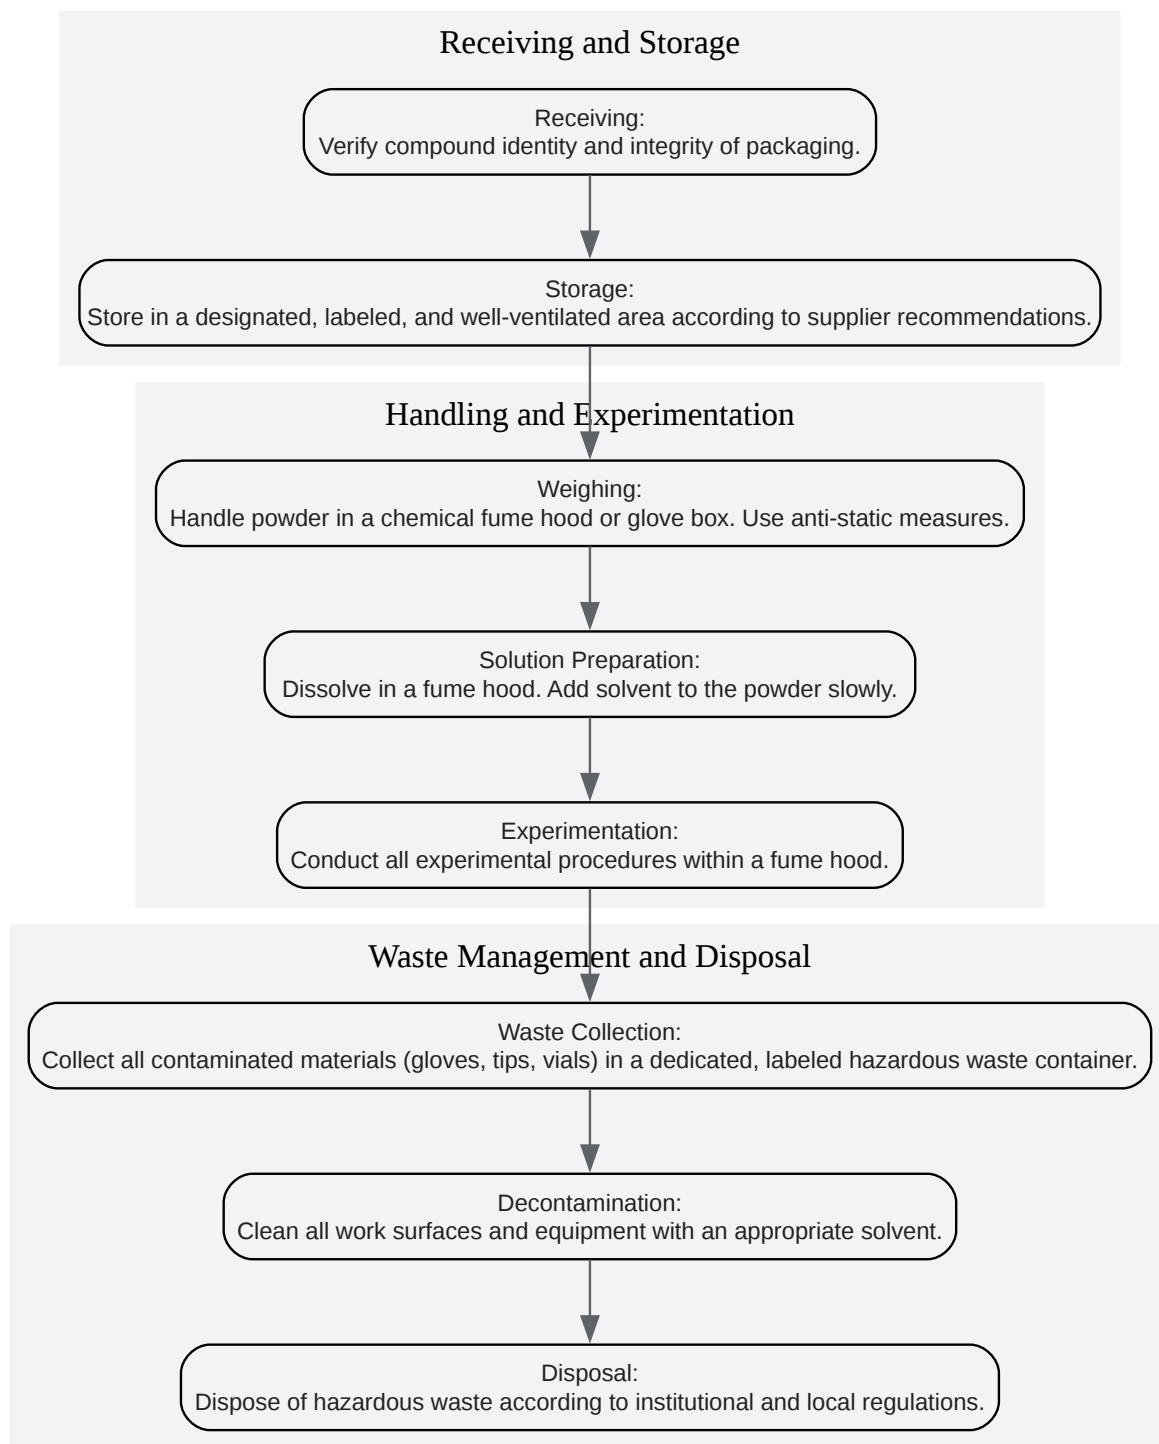 Receiving and Storage
Receiving:
Verify compound identity and integrity of packaging.
Storage:
Store in a designated, labeled, and well-ventilated area according to supplier recommendations.
Handling and Experimentation
Weighing:
Handle powder in a chemical fume hood or glove box. Use anti-static measures.
Solution Preparation:
Dissolve in a fume hood. Add solvent to the powder slowly.
Experimentation:
Conduct all experimental procedures within a fume hood.
Waste Management and Disposal
Waste Collection:
Collect all contaminated materials (gloves, tips, vials) in a dedicated, labeled hazardous waste container.
Decontamination:
Clean all work surfaces and equipment with an appropriate solvent.
Disposal:
Dispose of hazardous waste according to institutional and local regulations.